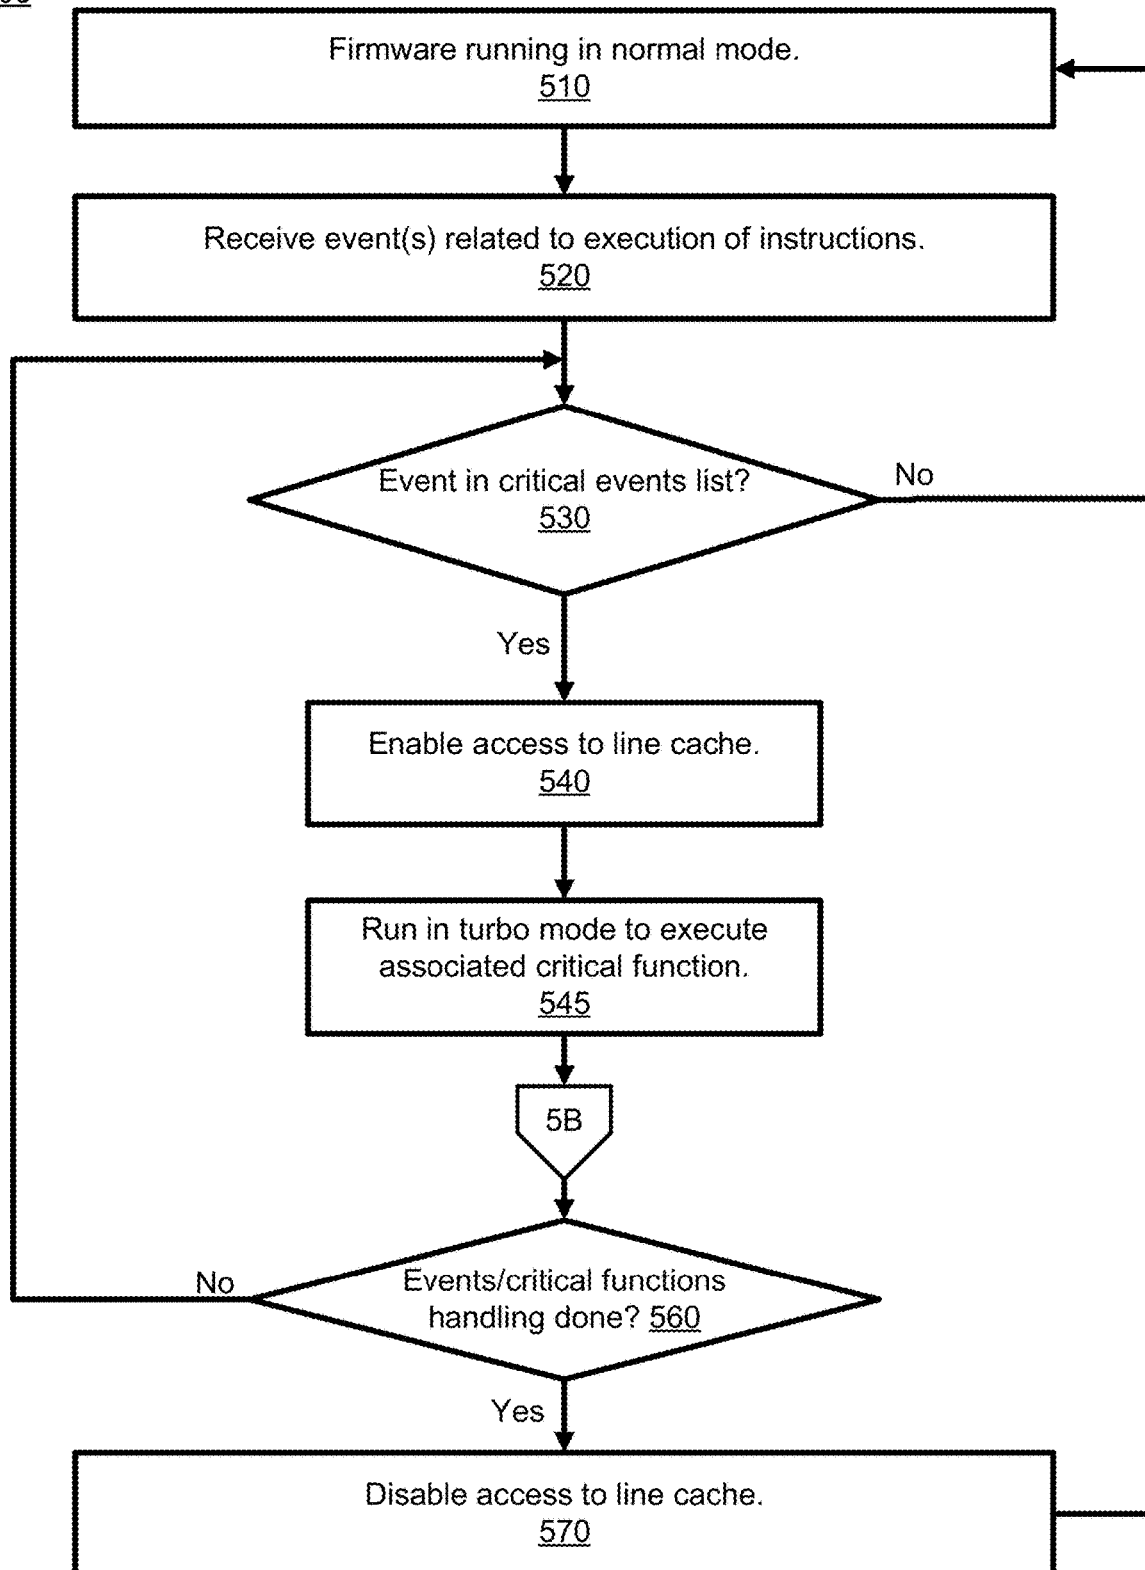 Firmware running in normal mode.
510
Receive event(s) related to execution of instructions.
520
Event in critical events list?
530
No
Yes
Enable access to line cache.
540
Run in turbo mode to execute
associated critical function.
545
5B
Events/critical functions
handling done? 560
No
Yes
Disable access to line cache.
570